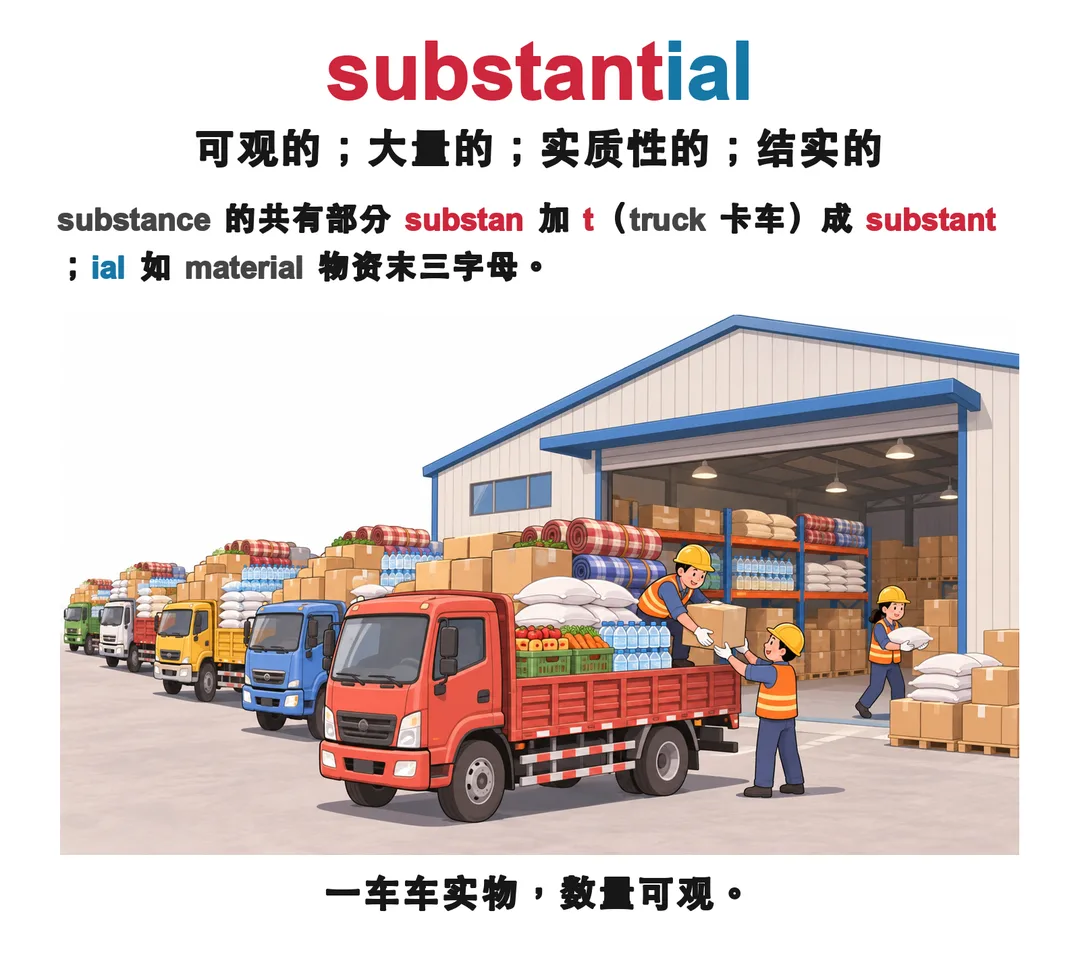 substantial
可观的；大量的；实质性的；结实的
substance 的共有部分 substan 加 t（truck 卡车）成 substant
；ial 如 material 物资末三字母。
一车车实物，数量可观。